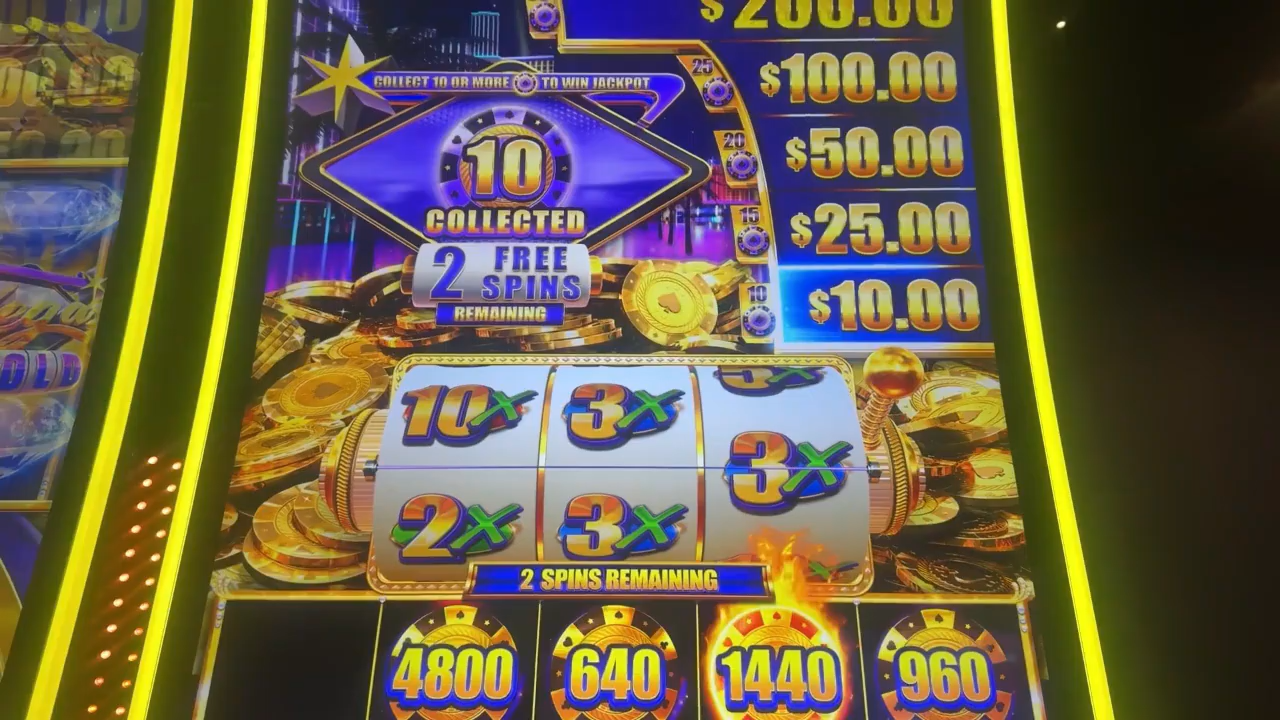 $200.00
25
COLLECT 10 OR MORE TO WIN JACKPOT
$100.00
20
$50.00
10
COLLECTED
15
$25.00
2 FREE SPINS
REMAINING
10
$10.00
10X 3X
3X
2X 3X
2 SPINS REMAINING
4800 640 1440 960